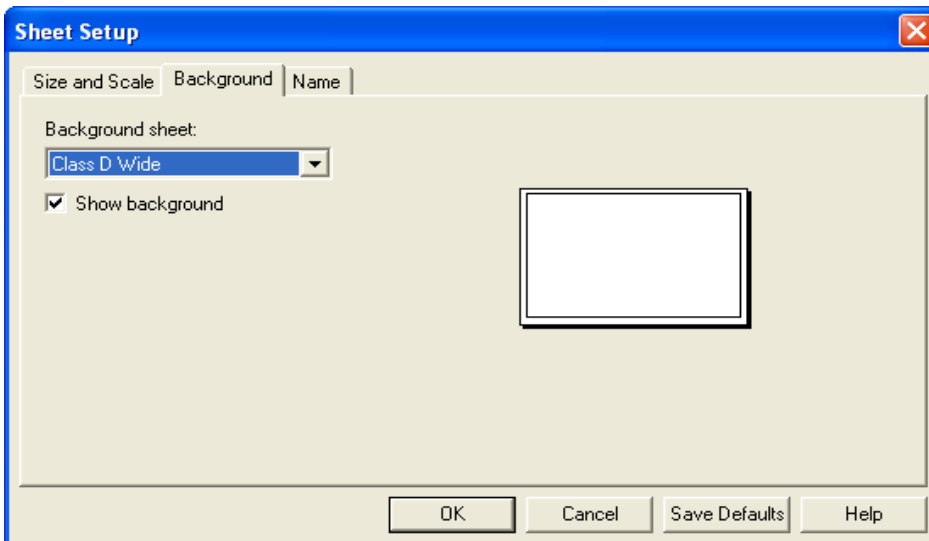 Sheet Setup
Size and Scale Background Name
Background sheet:
Class D Wide
Show background
OK Cancel Save Defaults Help